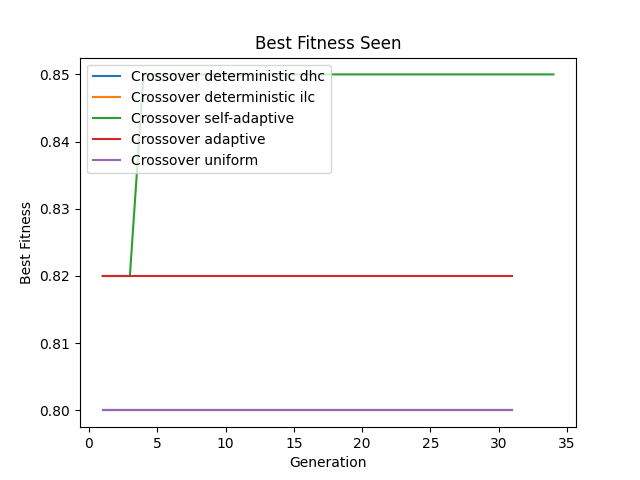 Best Fitness Seen
Crossover deterministic dhc
Crossover deterministic ilc
Crossover self-adaptive
Crossover adaptive
Crossover uniform
Best Fitness
0.85
0.84
0.83
0.82
0.81
0.80
0 5 10 15 20 25 30 35
Generation